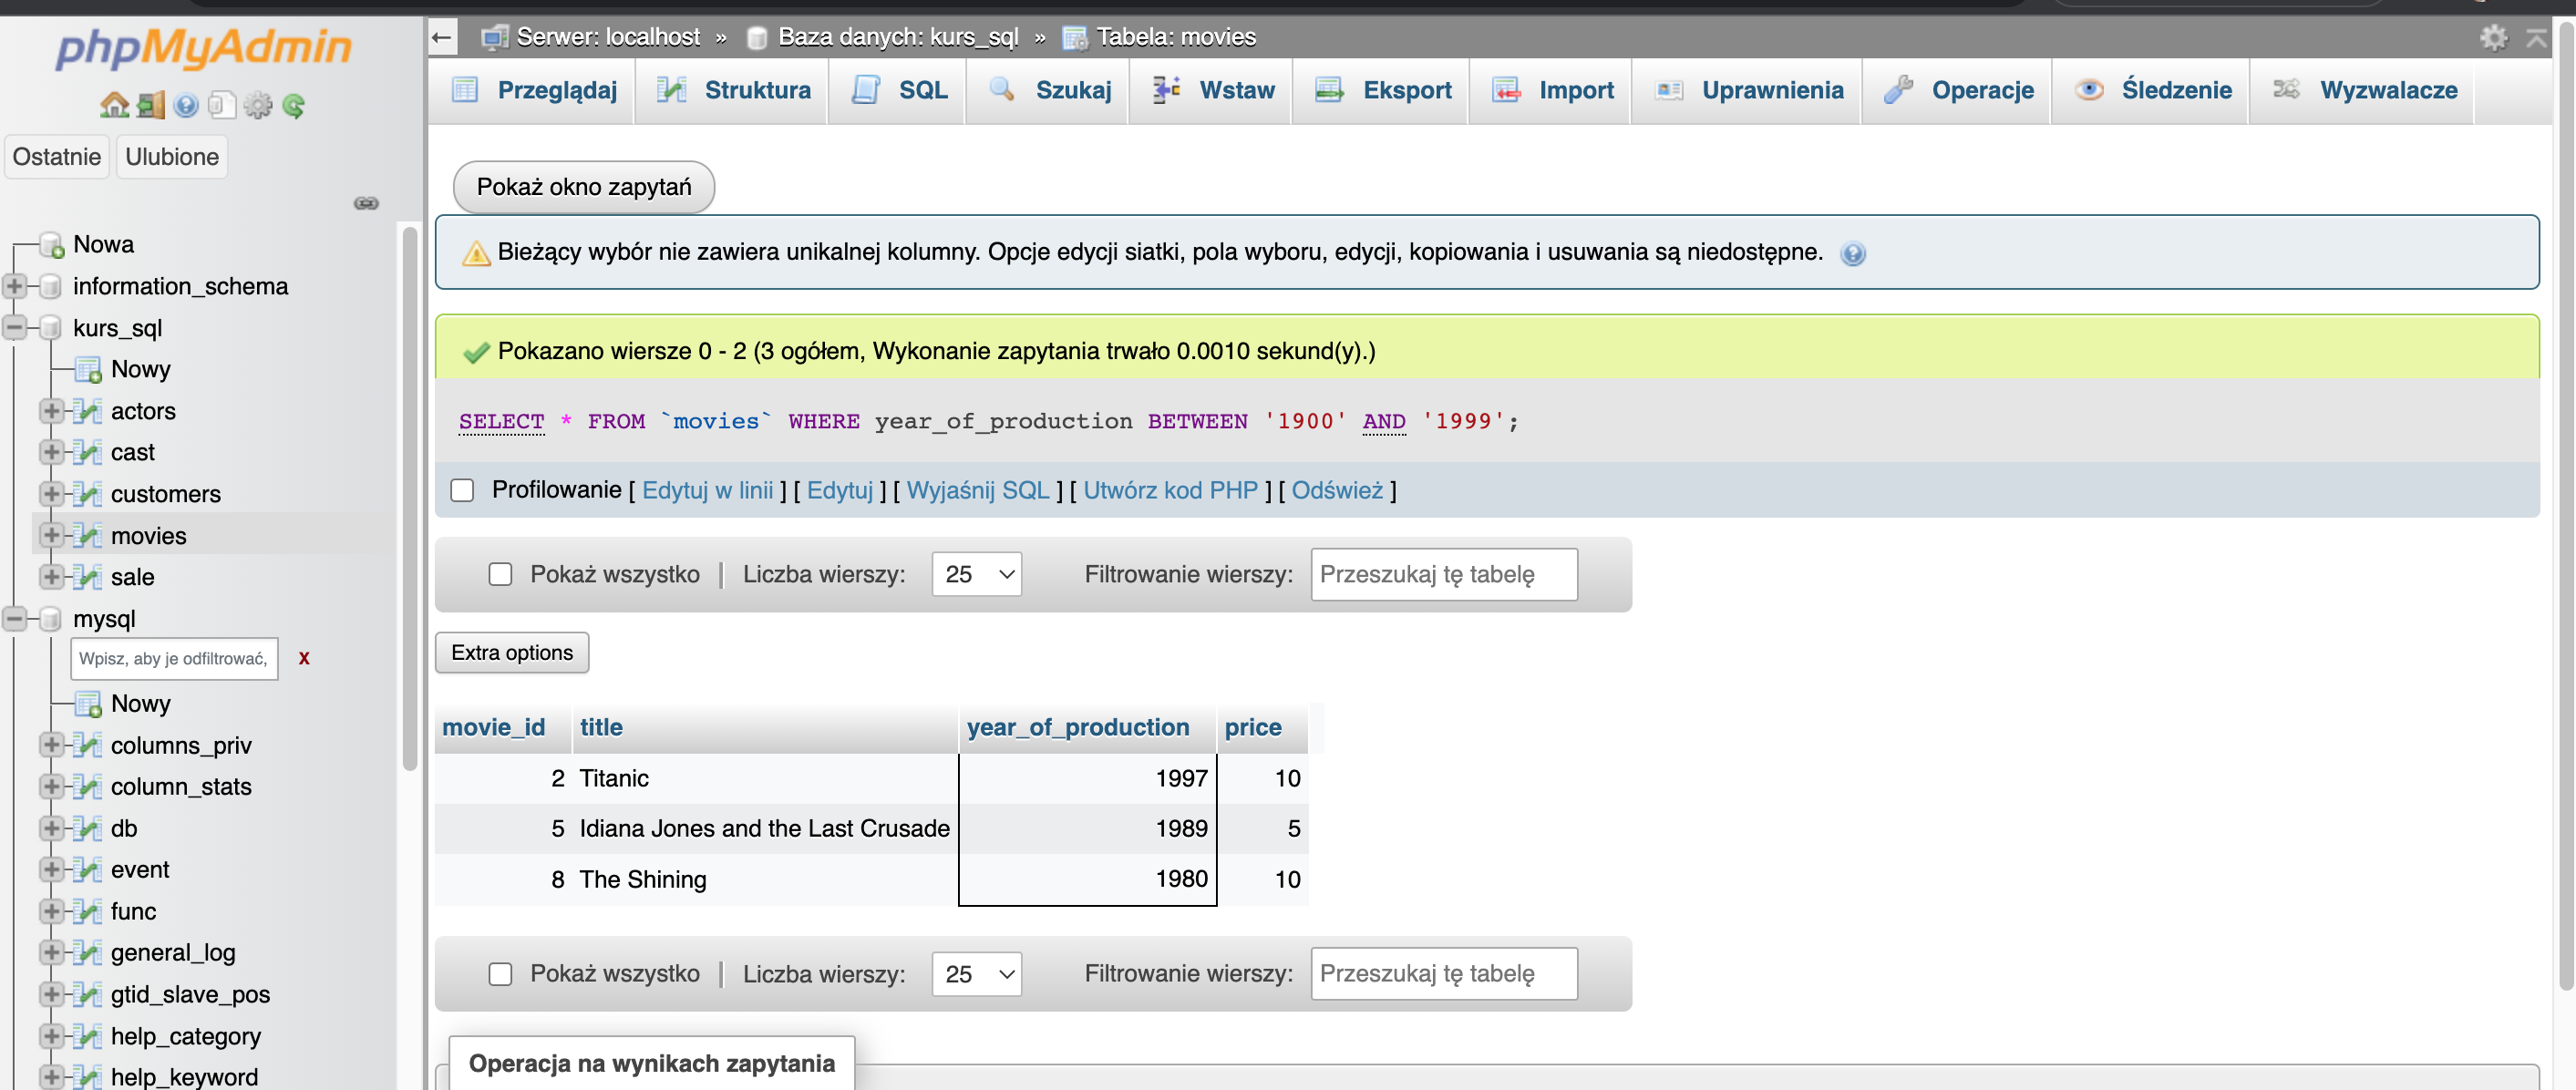 phpMyAdmin
Ostatnie Ulubione
Nowa
information_schema
kurs_sql
Nowy
actors
cast
customers
movies
sale
mysql
Wpisz, aby je odfiltrować, X
Nowy
columns_priv
column_stats
db
event
func
general_log
gtid_slave_pos
help_category
help_keyword
Serwer: localhost » Baza danych: kurs_sql » Tabela: movies
Przeglądaj Struktura SQL Szukaj Wstaw Eksport Import Uprawnienia Operacje Śledzenie Wyzwalacze
Pokaż okno zapytań
Bieżący wybór nie zawiera unikalnej kolumny. Opcje edycji siatki, pola wyboru, edycji, kopiowania i usuwania są niedostępne.
Pokazano wiersze 0 - 2 (3 ogółem, Wykonanie zapytania trwało 0.0010 sekund(y).)
SELECT * FROM `movies` WHERE year_of_production BETWEEN '1900' AND '1999';
Profilowanie [ Edytuj w linii ] [ Edytuj ] [ Wyjaśnij SQL ] [ Utwórz kod PHP ] [ Odśwież ]
Pokaż wszystko | Liczba wierszy: 25 Filtrowanie wierszy: Przeszukaj tę tabelę
Extra options
movie_id title year_of_production price
2 Titanic 1997 10
5 Idiana Jones and the Last Crusade 1989 5
8 The Shining 1980 10
Pokaż wszystko | Liczba wierszy: 25 Filtrowanie wierszy: Przeszukaj tę tabelę
Operacja na wynikach zapytania